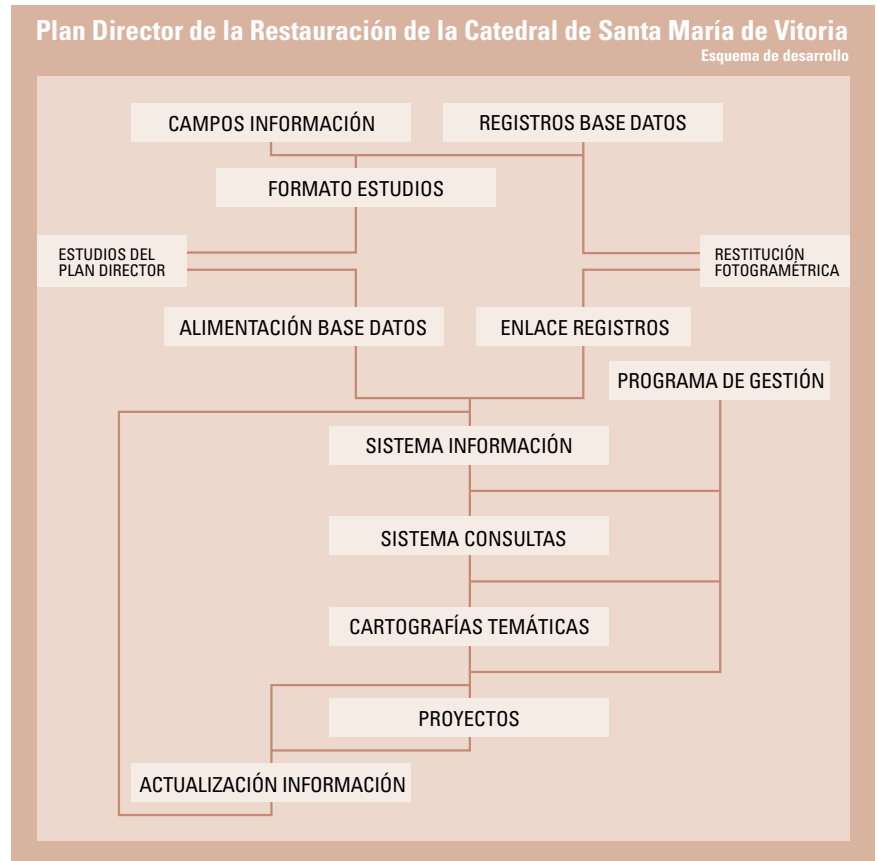 Plan Director de la Restauración de la Catedral de Santa María de Vitoria
Esquema de desarrollo
CAMPOS INFORMACIÓN
REGISTROS BASE DATOS
FORMATO ESTUDIOS
ESTUDIOS DEL
PLAN DIRECTOR
RESTITUCIÓN
FOTOGRAMÉTRICA
ALIMENTACIÓN BASE DATOS
ENLACE REGISTROS
PROGRAMA DE GESTIÓN
SISTEMA INFORMACIÓN
SISTEMA CONSULTAS
CARTOGRAFÍAS TEMÁTICAS
PROYECTOS
ACTUALIZACIÓN INFORMACIÓN